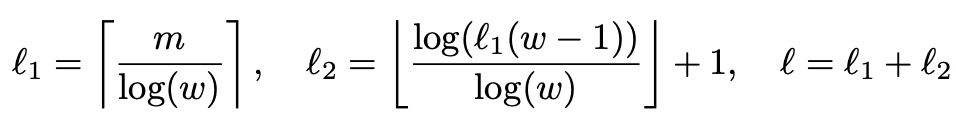 ℓ₁ = ⌈m / log(w)⌉, ℓ₂ = ⌊log(ℓ₁(w − 1)) / log(w)⌋ + 1, ℓ = ℓ₁ + ℓ₂